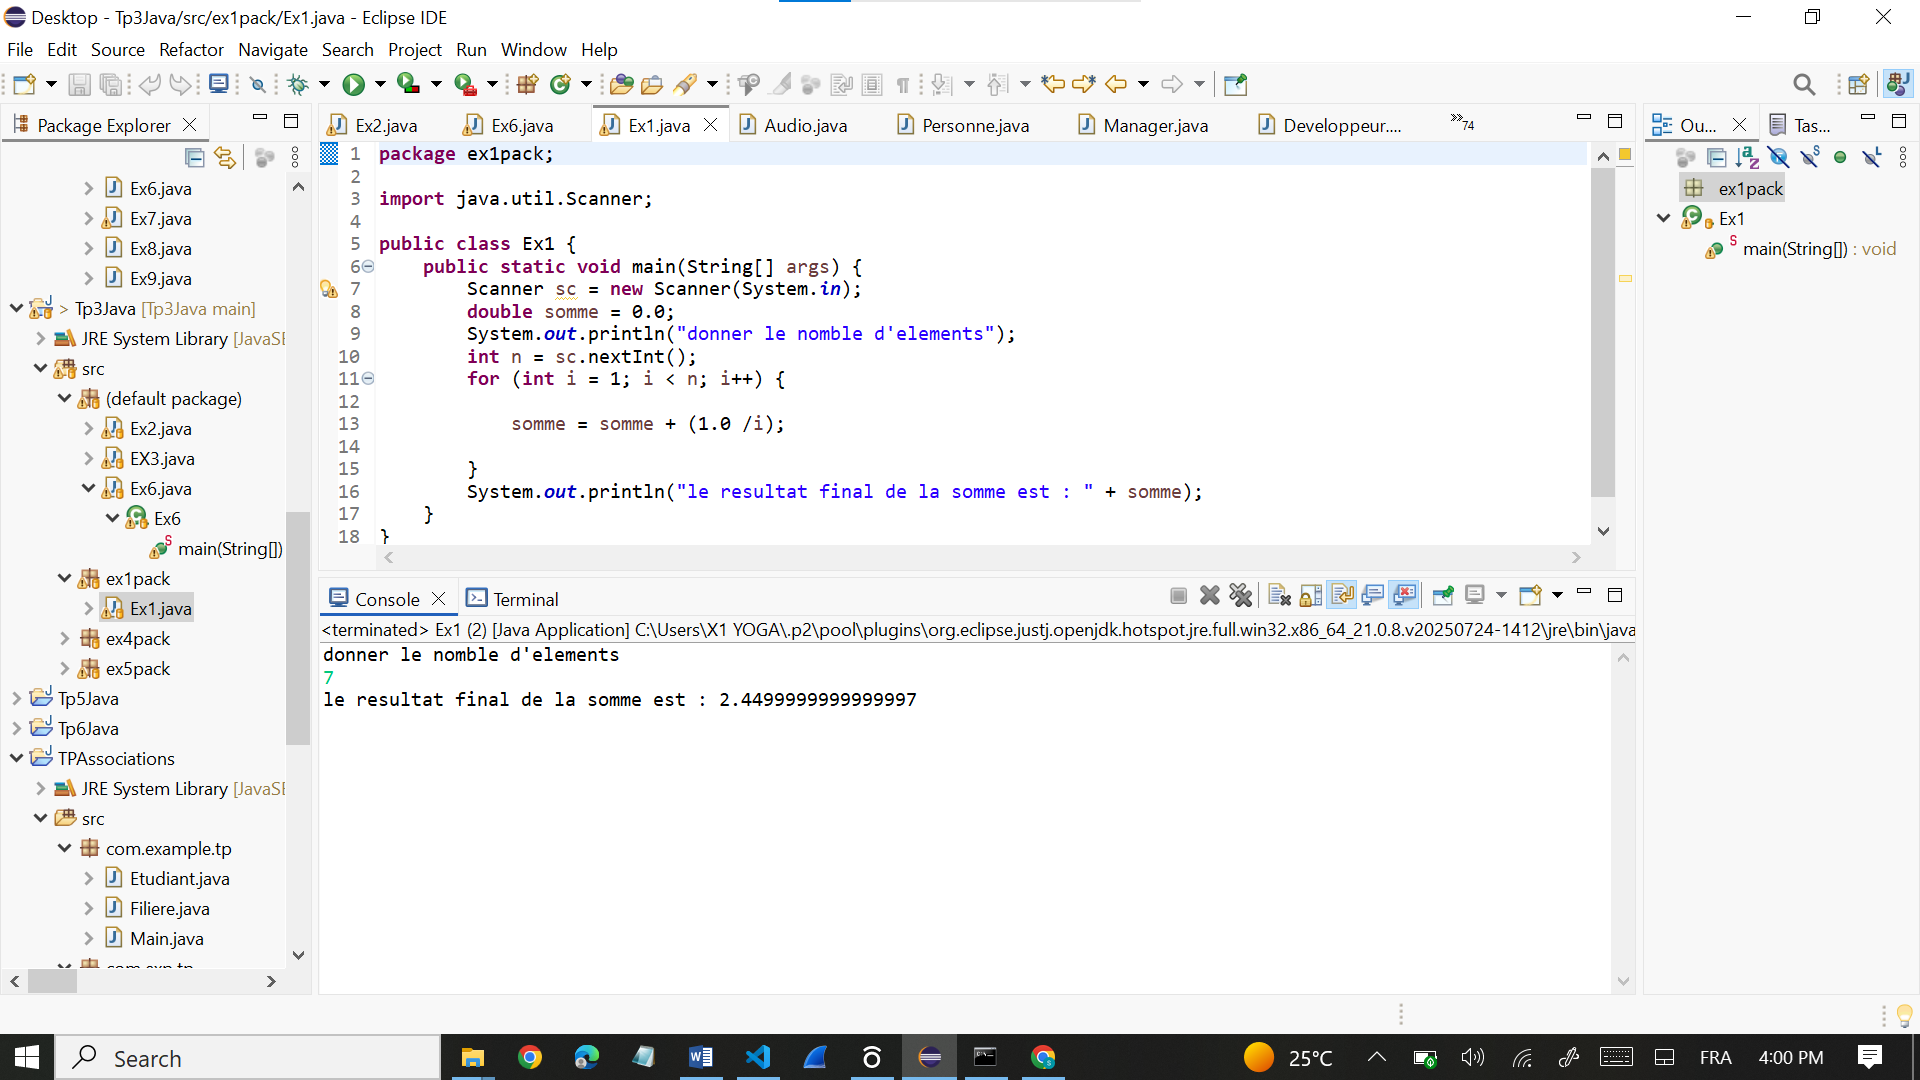 Desktop - Tp3Java/src/ex1pack/Ex1.java - Eclipse IDE
File Edit Source Refactor Navigate Search Project Run Window Help
Package Explorer
Ex6.java
Ex7.java
Ex8.java
Ex9.java
> Tp3Java [Tp3Java main]
JRE System Library [JavaSE
src
(default package)
Ex2.java
EX3.java
Ex6.java
Ex6
main(String[])
ex1pack
Ex1.java
ex4pack
ex5pack
Tp5Java
Tp6Java
TPAssociations
JRE System Library [JavaSE
src
com.example.tp
Etudiant.java
Filiere.java
Main.java
Ex2.java Ex6.java Ex1.java Audio.java Personne.java Manager.java Developpeur.... »74
1 package ex1pack;
2
3 import java.util.Scanner;
4
5 public class Ex1 {
6 public static void main(String[] args) {
7 Scanner sc = new Scanner(System.in);
8 double somme = 0.0;
9 System.out.println("donner le nomble d'elements");
10 int n = sc.nextInt();
11 for (int i = 1; i < n; i++) {
12
13 somme = somme + (1.0 /i);
14
15 }
16 System.out.println("le resultat final de la somme est : " + somme);
17 }
18 }
Console Terminal
<terminated> Ex1 (2) [Java Application] C:\Users\X1 YOGA\.p2\pool\plugins\org.eclipse.justj.openjdk.hotspot.jre.full.win32.x86_64_21.0.8.v20250724-1412\jre\bin\java
donner le nomble d'elements
7
le resultat final de la somme est : 2.4499999999999997
Ou... Tas...
ex1pack
Ex1
main(String[]) : void
Search
25°C
FRA
4:00 PM